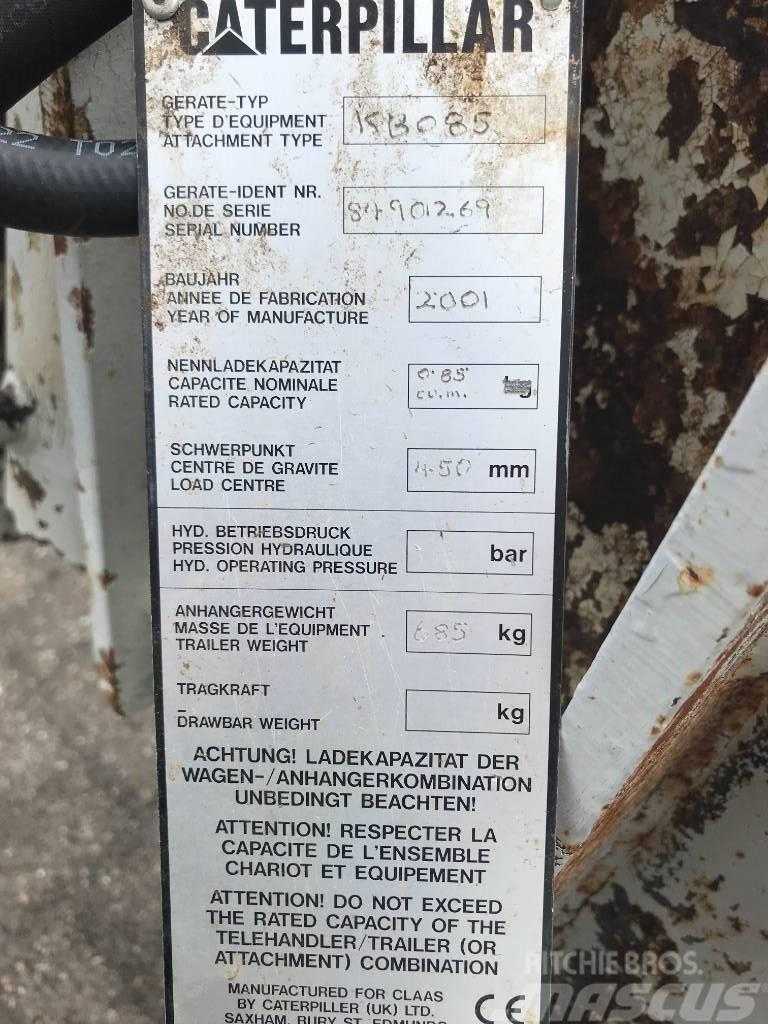 CATERPILLAR
GERATE-TYP
TYPE D'EQUIPMENT
ATTACHMENT TYPE
KB085
GERATE-IDENT NR.
NO.DE SERIE
SERIAL NUMBER
84901269
BAUJAHR
ANNEE DE FABRICATION
YEAR OF MANUFACTURE
2001
NENNLADEKAPAZITAT
CAPACITE NOMINALE
RATED CAPACITY
0.85 kg
cu.m.
SCHWERPUNKT
CENTRE DE GRAVITE
LOAD CENTRE
450 mm
HYD. BETRIEBSDRUCK
PRESSION HYDRAULIQUE
HYD. OPERATING PRESSURE
bar
ANHANGERGEWICHT
MASSE DE L'EQUIPMENT
TRAILER WEIGHT
685 kg
TRAGKRAFT
–
DRAWBAR WEIGHT
kg
ACHTUNG! LADEKAPAZITAT DER
WAGEN-/ANHANGERKOMBINATION
UNBEDINGT BEACHTEN!
ATTENTION! RESPECTER LA
CAPACITE DE L'ENSEMBLE
CHARIOT ET EQUIPEMENT
ATTENTION! DO NOT EXCEED
THE RATED CAPACITY OF THE
TELEHANDLER/TRAILER (OR
ATTACHMENT) COMBINATION
MANUFACTURED FOR CLAAS
BY CATERPILLER (UK) LTD.
SAXHAM, BURY ST. EDMUNDS
CE
RITCHIE BROS.
MASCUS